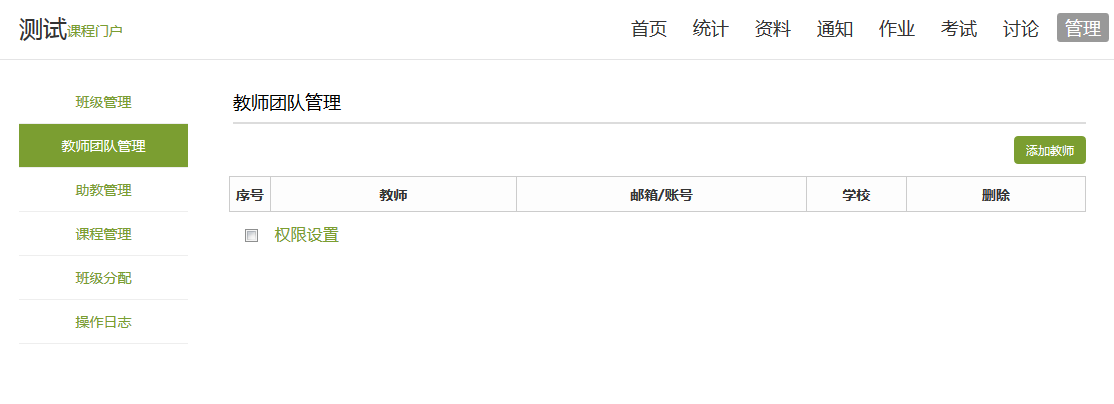 测试课程门户 首页 统计 资料 通知 作业 考试 讨论 管理
班级管理
教师团队管理
助教管理
课程管理
班级分配
操作日志
教师团队管理
添加教师
序号 教师 邮箱/账号 学校 删除
权限设置